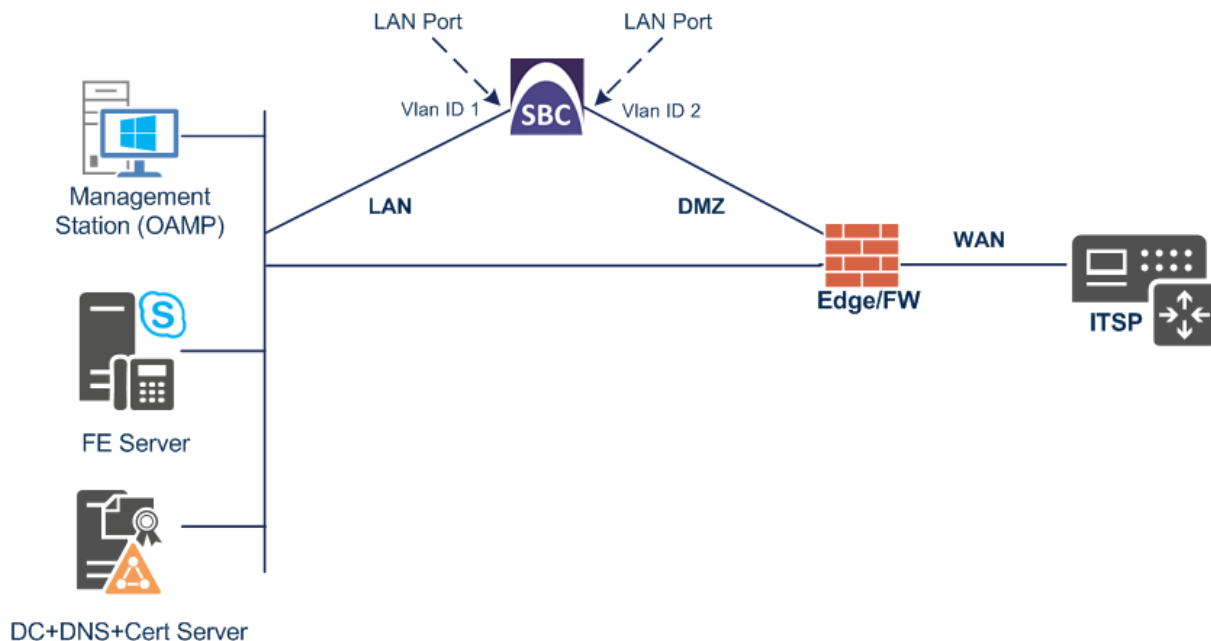 LAN Port
LAN Port
Vlan ID 1
SBC
Vlan ID 2
Management
Station (OAMP)
LAN
DMZ
WAN
Edge/FW
ITSP
S
FE Server
DC+DNS+Cert Server